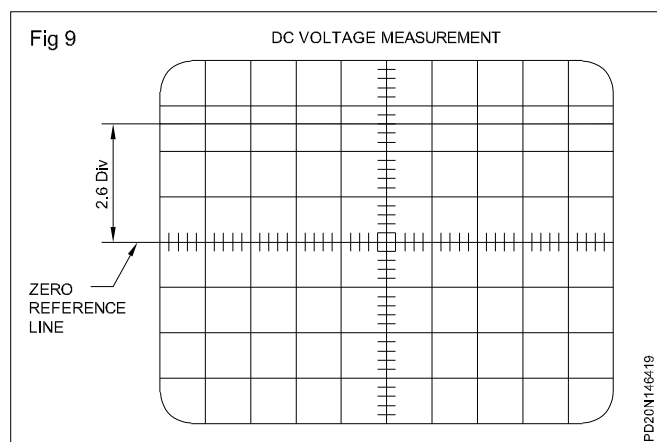 Fig 9
DC VOLTAGE MEASUREMENT
2.6 Div
ZERO
REFERENCE
LINE
PD20N146419